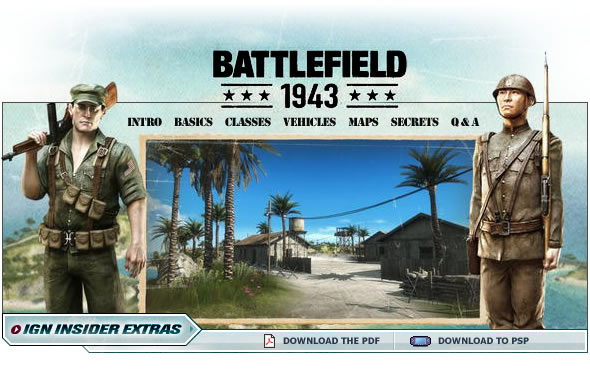 BATTLEFIELD
★★★ 1943 ★★★
INTRO BASICS CLASSES VEHICLES MAPS SECRETS Q & A
IGN INSIDER EXTRAS
DOWNLOAD THE PDF DOWNLOAD TO PSP